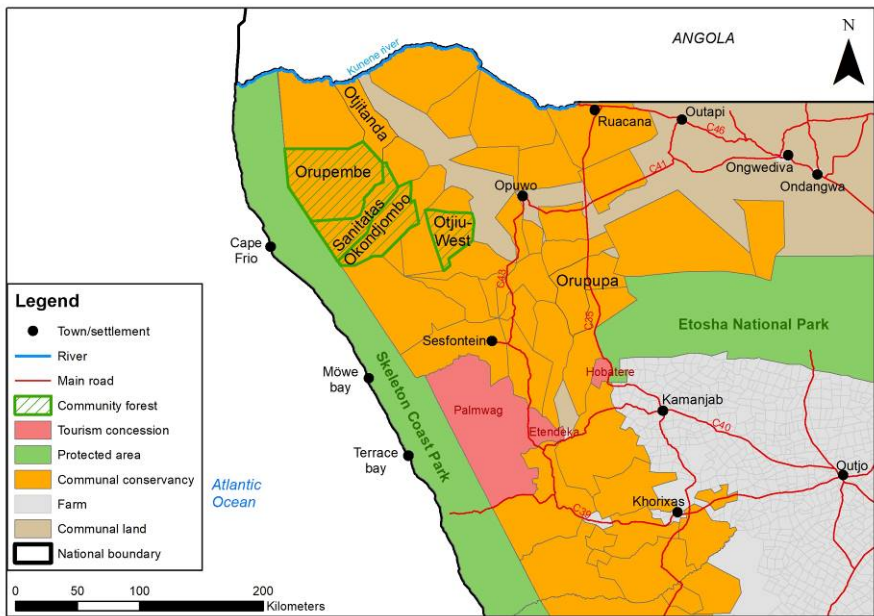 ANGOLA
N
Kunene river
Otjitanda
Ruacana
Outapi
C46
Orupembe
Ongwediva
C41
Ondangwa
Opuwo
Sanitatas
Okondjombo
Otjiu-
West
Cape
Frio
C43
Orupupa
C35
Legend
Town/settlement
River
Main road
Community forest
Tourism concession
Protected area
Communal conservancy
Farm
Communal land
National boundary
Etosha National Park
Sesfontein
Skeleton Coast Park
Hobatere
Möwe
bay
Palmwag
Kamanjab
Etendeka
C40
Terrace
bay
Outjo
Atlantic
Ocean
Khorixas
C39
0 50 100 200
Kilometers